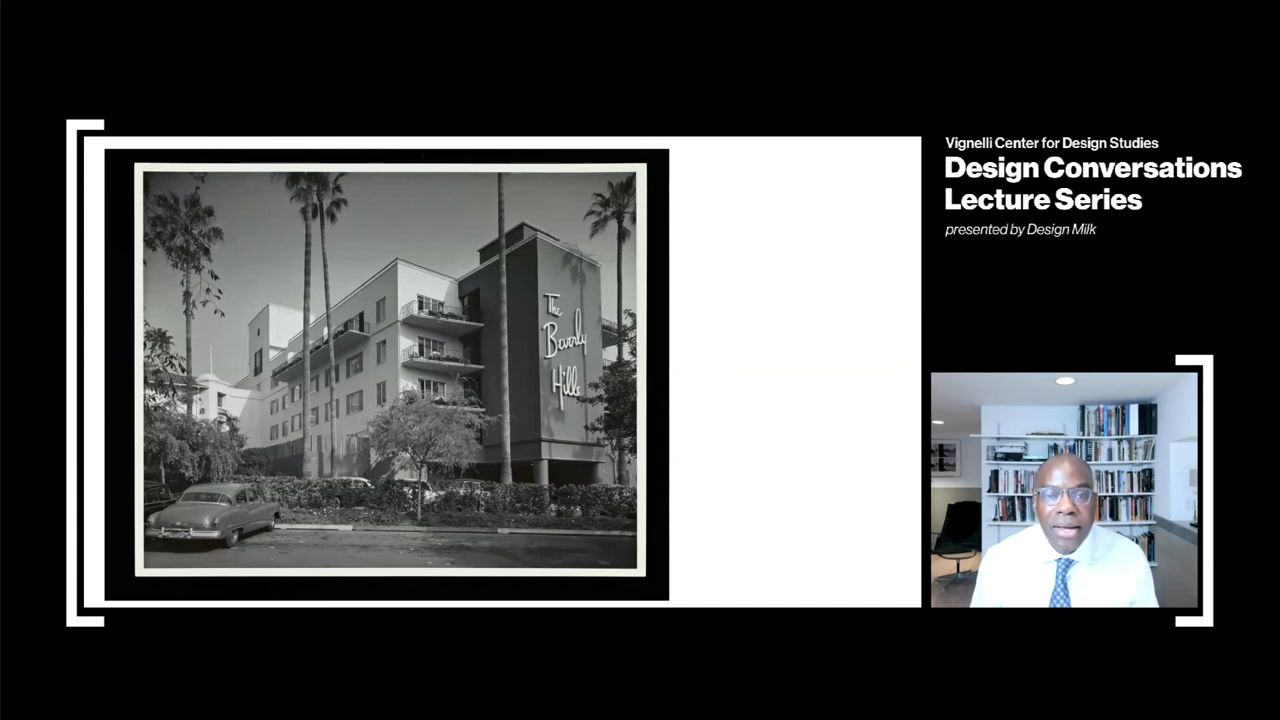 Vignelli Center for Design Studies
Design Conversations
Lecture Series
presented by Design Milk
The
Beverly
Hills